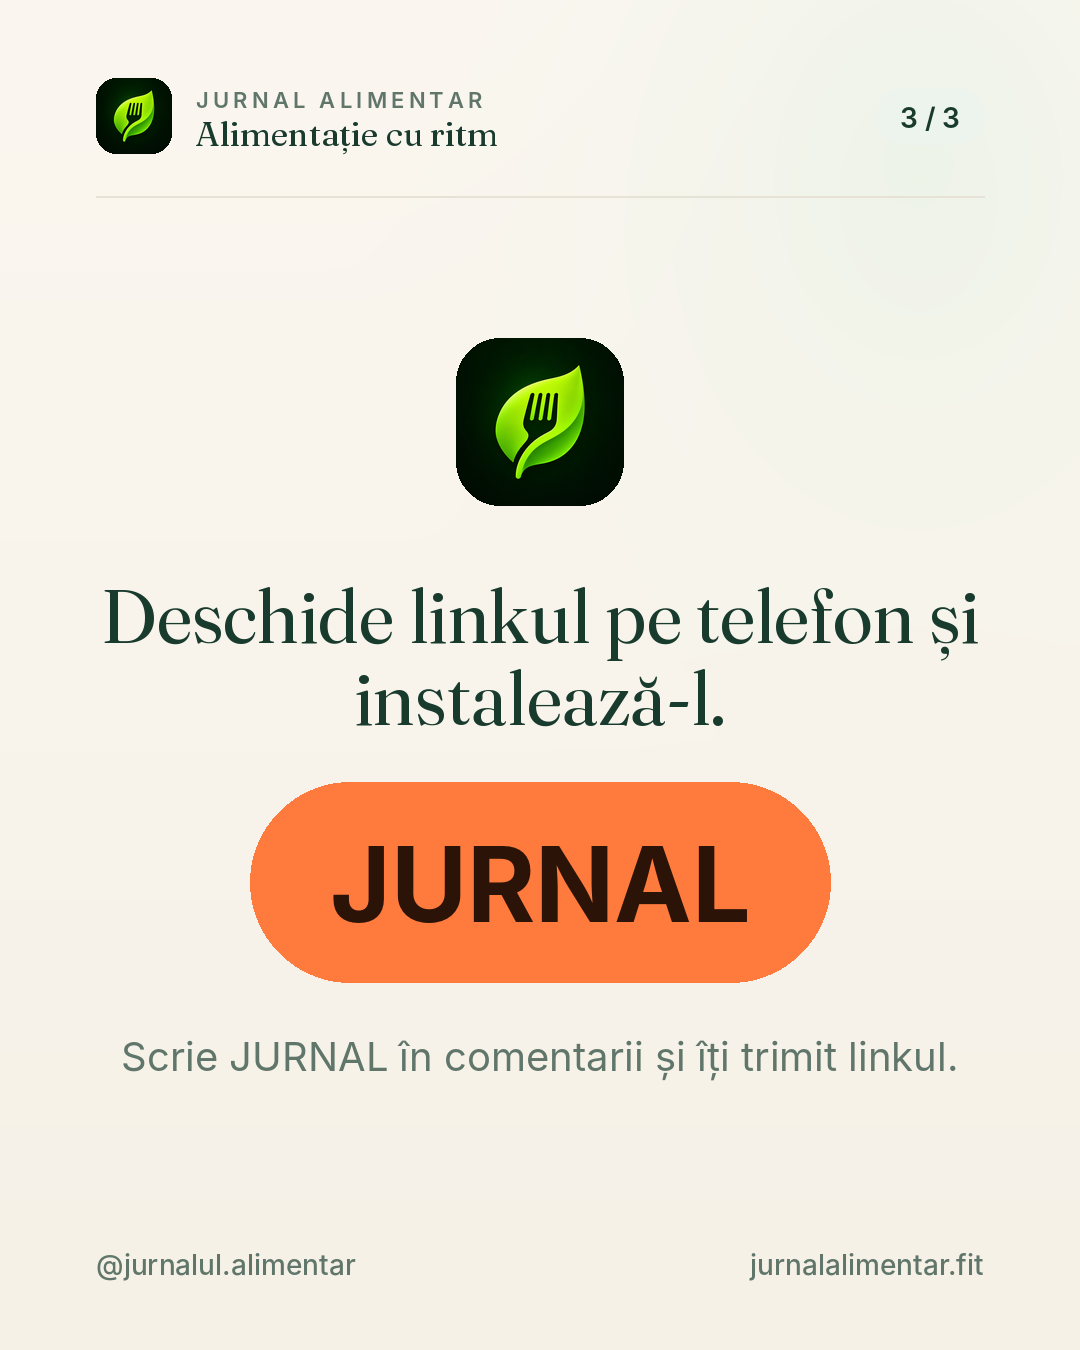 JURNAL ALIMENTAR
Alimentație cu ritm
3 / 3
Deschide linkul pe telefon și
instalează-l.
JURNAL
Scrie JURNAL în comentarii și îți trimit linkul.
@jurnalul.alimentar
jurnalalimentar.fit